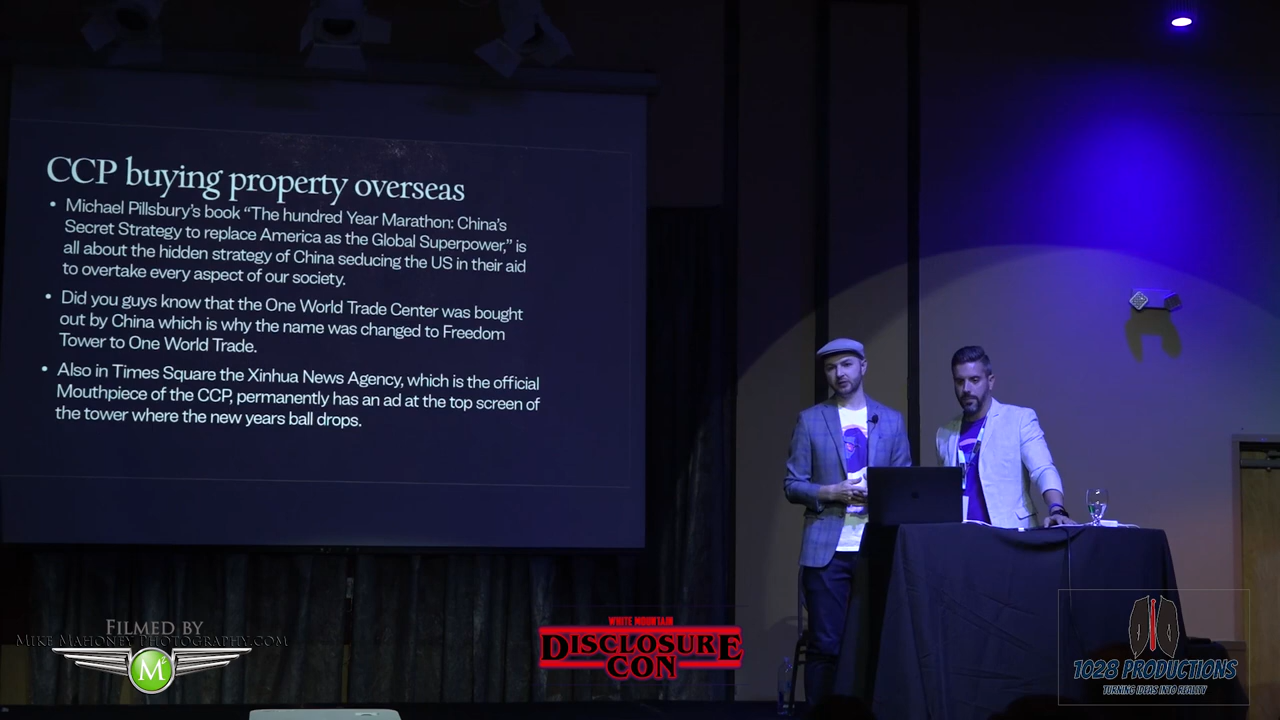 CCP buying property overseas
• Michael Pillsbury's book “The hundred Year Marathon: China's
Secret Strategy to replace America as the Global Superpower,” is
all about the hidden strategy of China seducing the US in their aid
to overtake every aspect of our society.
• Did you guys know that the One World Trade Center was bought
out by China which is why the name was changed to Freedom
Tower to One World Trade.
• Also in Times Square the Xinhua News Agency, which is the official
Mouthpiece of the CCP, permanently has an ad at the top screen of
the tower where the new years ball drops.
FILMED BY
MIKE MAHONEY PHOTOGRAPHY.COM
M
WHITE MOUNTAIN
DISCLOSURE
CON
1028 PRODUCTIONS
TURNING IDEAS INTO REALITY